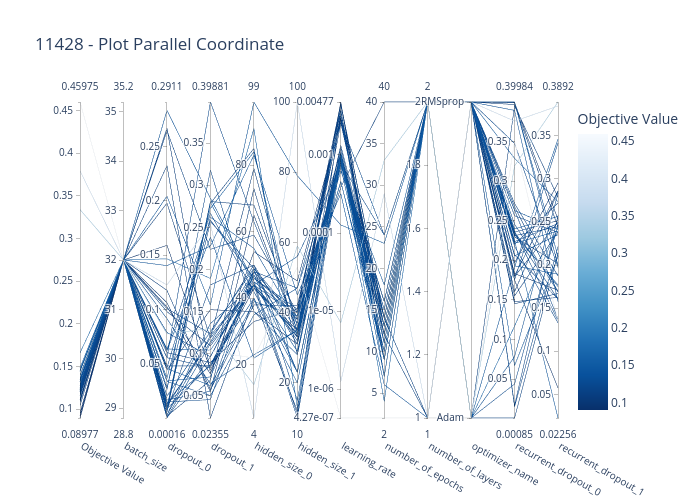 11428 - Plot Parallel Coordinate
0.45975 35.2 0.2911 0.39881 99 100 0.00477 40 2 RMSprop 0.39984 0.3892
0.45 0.4 0.35 0.3 0.25 0.2 0.15 0.1
35 34 33 32 31 30 29
0.25 0.2 0.15 0.1 0.05
0.35 0.3 0.25 0.2 0.15 0.1 0.05
80 60 40 20
100 80 60 40 20
0.001 0.0001 1e-05 1e-06
40 35 30 25 20 15 10 5
2 1.8 1.6 1.4 1.2 1
0.35 0.3 0.25 0.2 0.15 0.1 0.05
0.35 0.3 0.25 0.2 0.15 0.1 0.05
4.27e-07 Adam
0.08977 28.8 0.00016 0.02355 4 10 2 1 0.00085 0.02256
Objective Value
batch_size
dropout_0
dropout_1
hidden_size_0
hidden_size_1
learning_rate
number_of_epochs
number_of_layers
optimizer_name
recurrent_dropout_0
recurrent_dropout_1
Objective Value
0.45
0.4
0.35
0.3
0.25
0.2
0.15
0.1